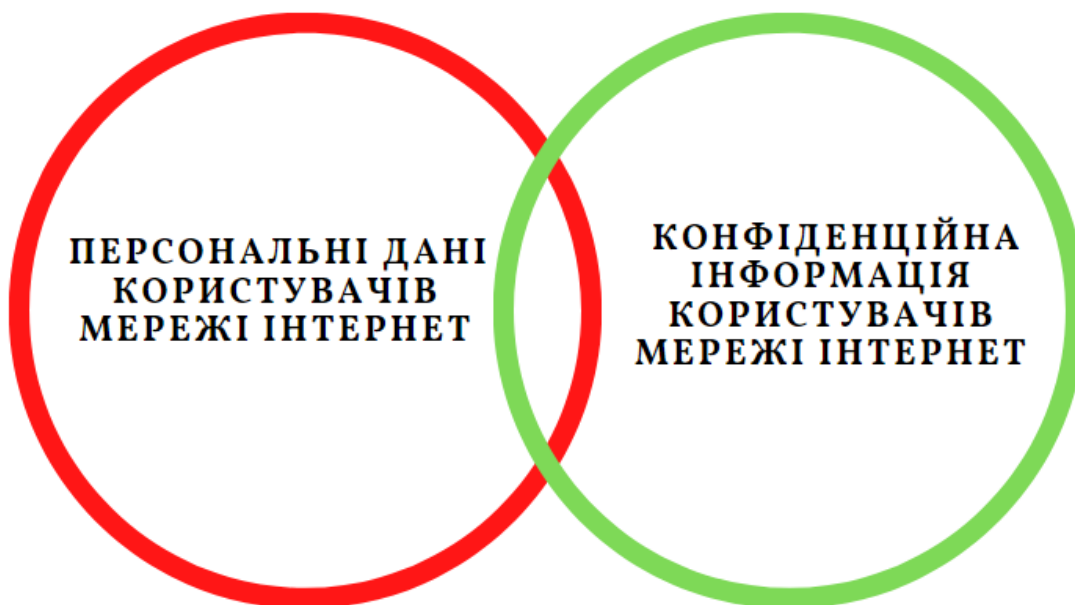 ПЕРСОНАЛЬНІ ДАНІ
КОРИСТУВАЧІВ
МЕРЕЖІ ІНТЕРНЕТ
КОНФІДЕНЦІЙНА
ІНФОРМАЦІЯ
КОРИСТУВАЧІВ
МЕРЕЖІ ІНТЕРНЕТ